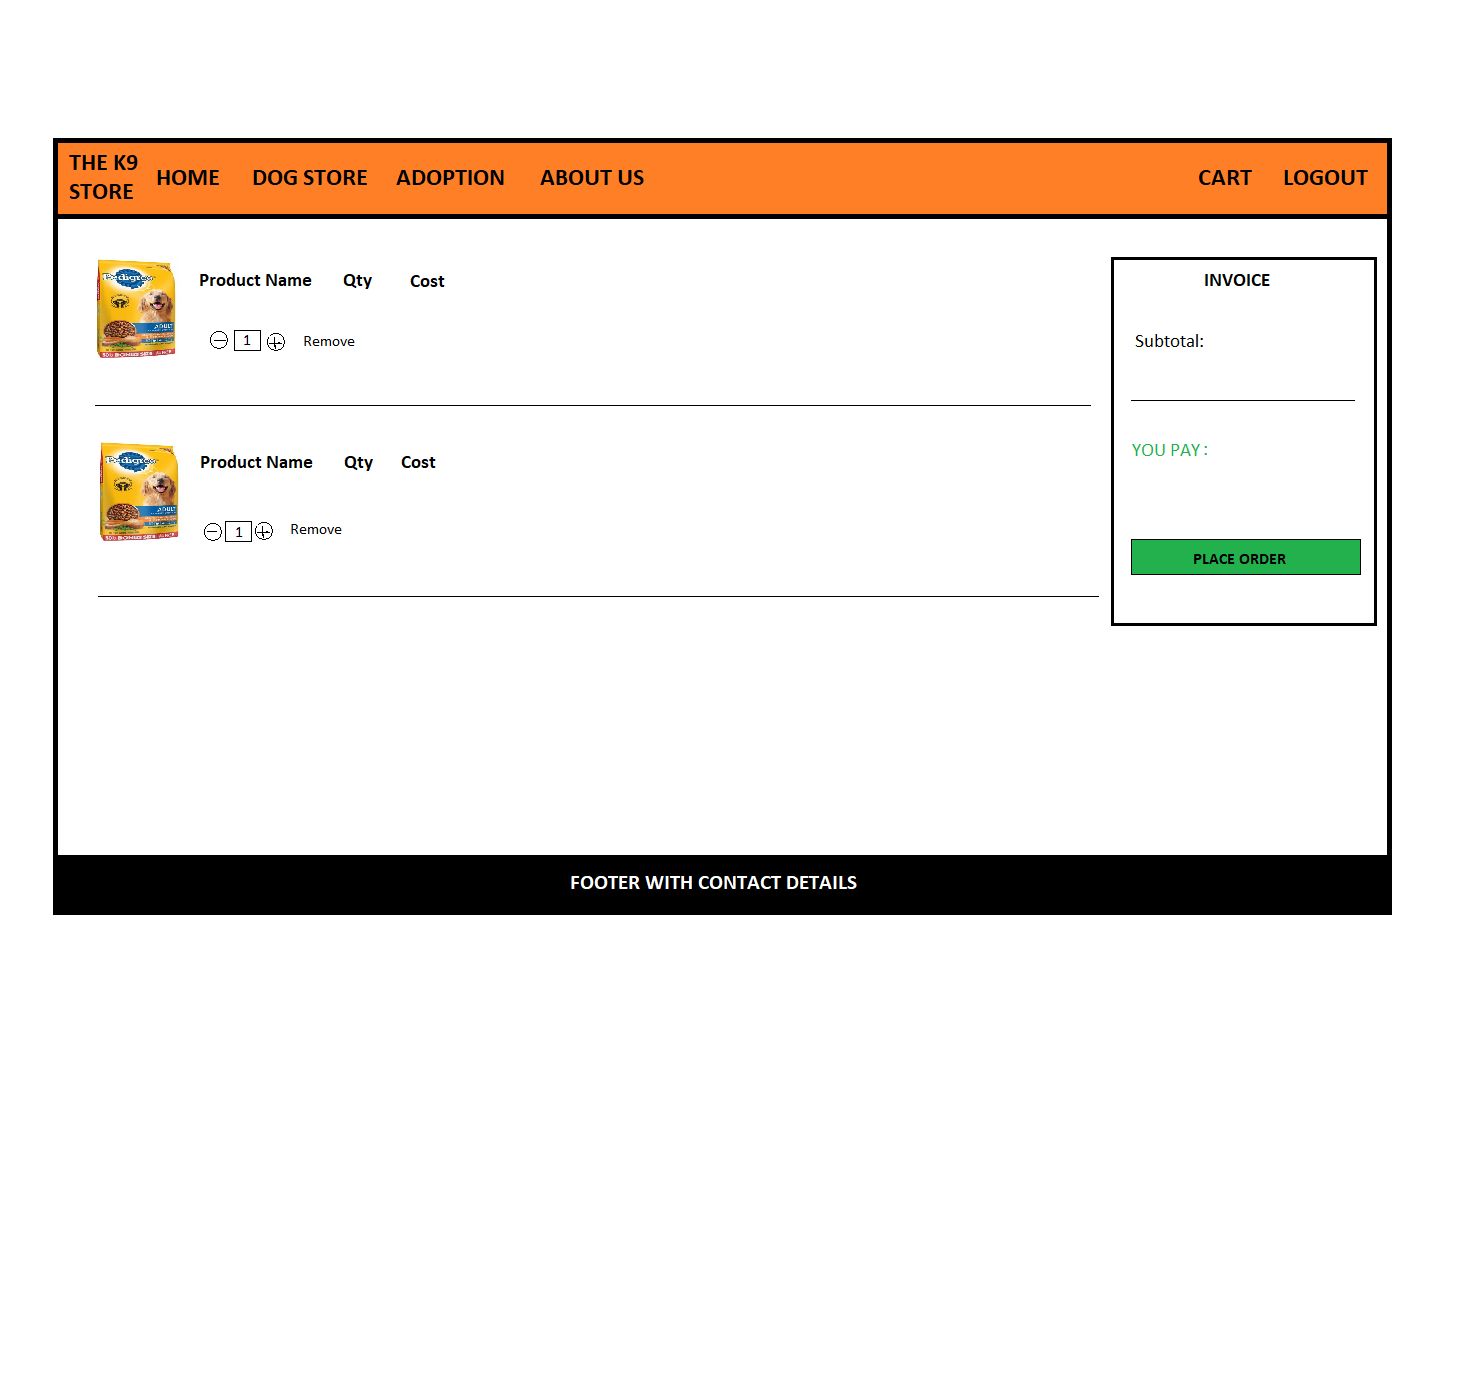 THE K9
STORE
HOME DOG STORE ADOPTION ABOUT US CART LOGOUT
Pedigree
ADULT
Product Name Qty Cost
1 Remove
Pedigree
ADULT
Product Name Qty Cost
1 Remove
INVOICE
Subtotal:
YOU PAY :
PLACE ORDER
FOOTER WITH CONTACT DETAILS